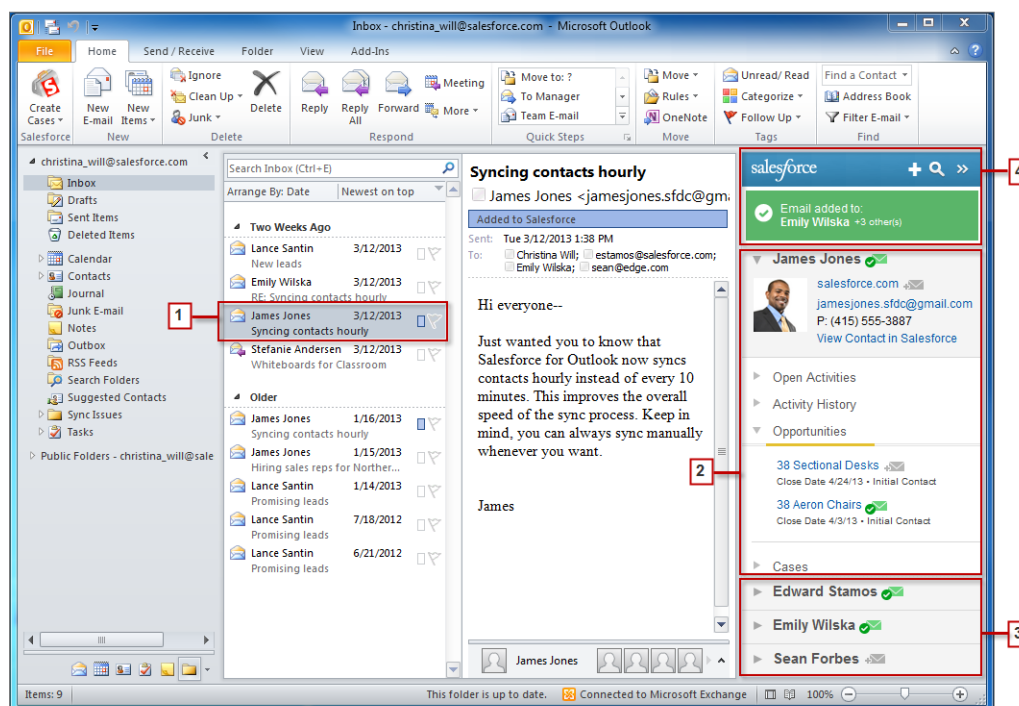 Inbox - christina_will@salesforce.com - Microsoft Outlook
File Home Send / Receive Folder View Add-Ins
Create Cases
Salesforce
New E-mail
New Items
New
Ignore
Clean Up
Junk
Delete
Delete
Reply
Reply All
Forward
Meeting
More
Respond
Move to: ?
To Manager
Team E-mail
Quick Steps
Move
Rules
OneNote
Move
Unread/ Read
Categorize
Follow Up
Tags
Find a Contact
Address Book
Filter E-mail
Find
christina_will@salesforce.com
Inbox
Drafts
Sent Items
Deleted Items
Calendar
Contacts
Journal
Junk E-mail
Notes
Outbox
RSS Feeds
Search Folders
Suggested Contacts
Sync Issues
Tasks
Public Folders - christina_will@sale
1
Search Inbox (Ctrl+E)
Arrange By: Date Newest on top
Two Weeks Ago
Lance Santin 3/12/2013
New leads
Emily Wilska 3/12/2013
RE: Syncing contacts hourly
James Jones 3/12/2013
Syncing contacts hourly
Stefanie Andersen 3/12/2013
Whiteboards for Classroom
Older
James Jones 1/16/2013
Syncing contacts hourly
James Jones 1/15/2013
Hiring sales reps for Norther...
Lance Santin 1/14/2013
Promising leads
Lance Santin 7/18/2012
Promising leads
Lance Santin 6/21/2012
Promising leads
Syncing contacts hourly
James Jones <jamesjones.sfdc@gm
Added to Salesforce
Sent: Tue 3/12/2013 1:38 PM
To: Christina Will; estamos@salesforce.com;
Emily Wilska; sean@edge.com
Hi everyone--
Just wanted you to know that
Salesforce for Outlook now syncs
contacts hourly instead of every 10
minutes. This improves the overall
speed of the sync process. Keep in
mind, you can always sync manually
whenever you want.
James
James Jones
2
salesforce
4
Email added to:
Emily Wilska +3 other(s)
James Jones
salesforce.com
jamesjones.sfdc@gmail.com
P: (415) 555-3887
View Contact in Salesforce
Open Activities
Activity History
Opportunities
38 Sectional Desks
Close Date 4/24/13 • Initial Contact
38 Aeron Chairs
Close Date 4/3/13 • Initial Contact
Cases
Edward Stamos
Emily Wilska
3
Sean Forbes
Items: 9
This folder is up to date. Connected to Microsoft Exchange 100%